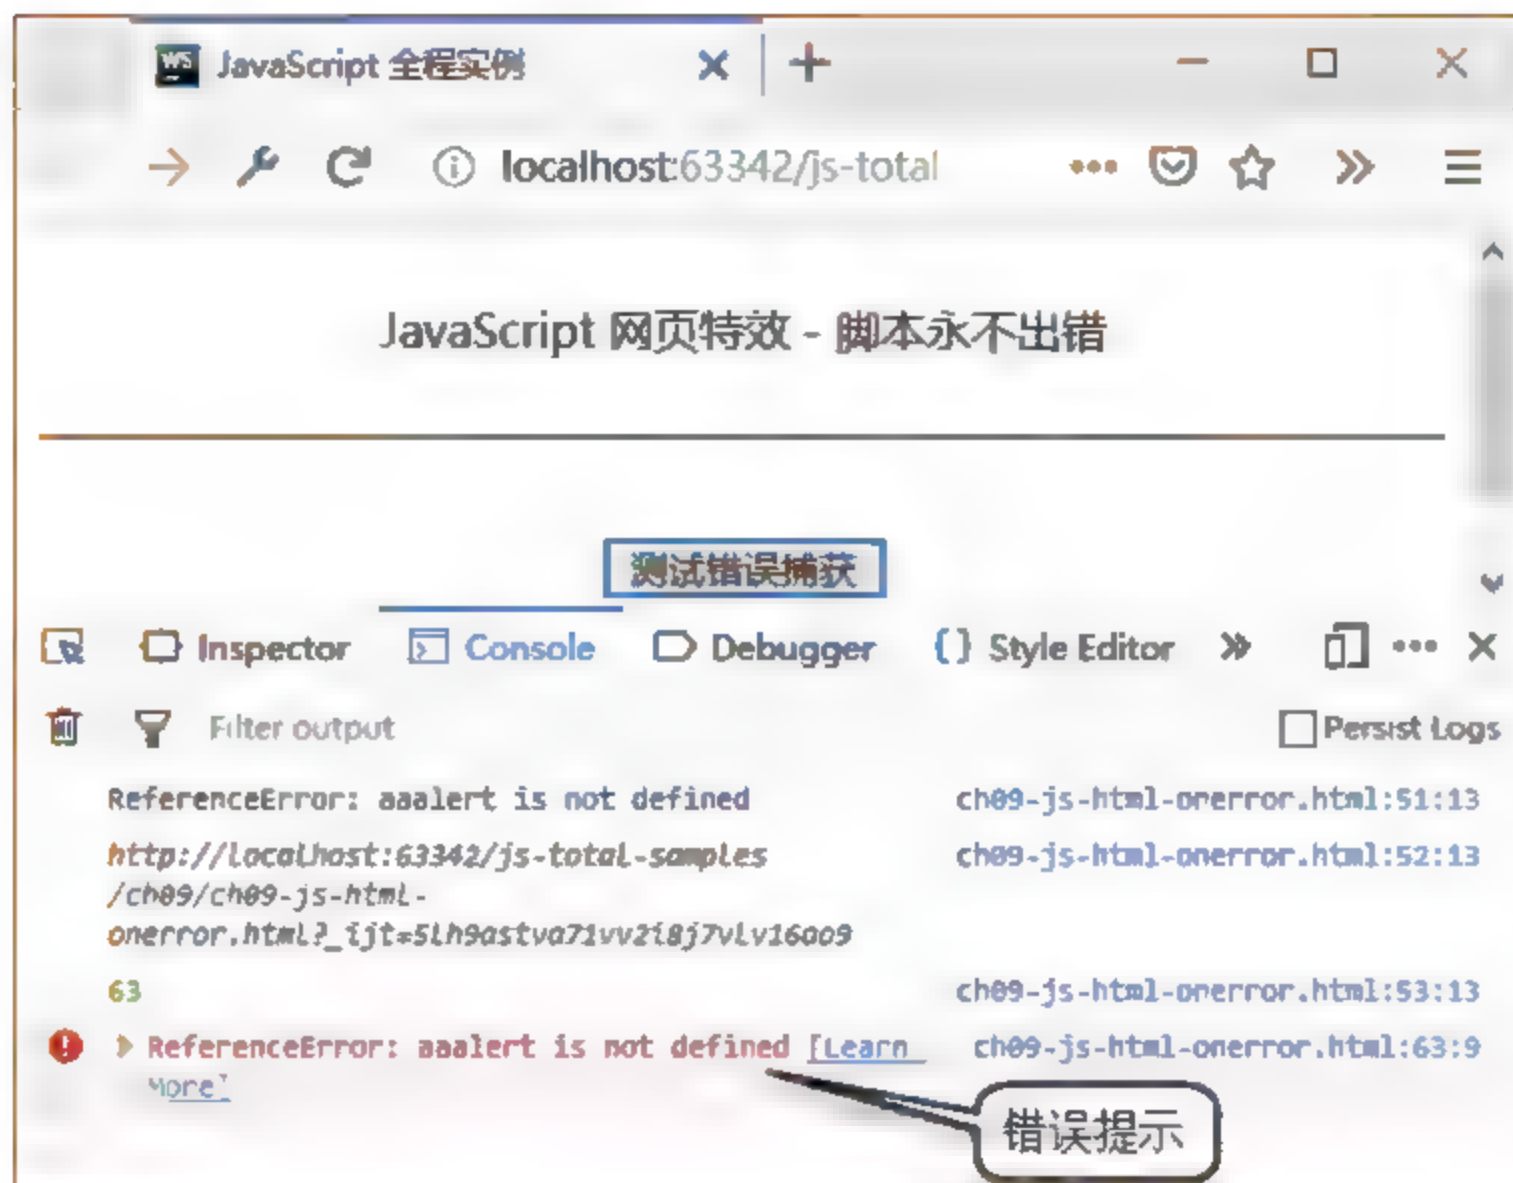 WS JavaScript 全程实例
localhost:63342/js-total
JavaScript 网页特效 - 脚本永不出错
测试错误捕获
Inspector Console Debugger Style Editor
Filter output Persist Logs
ReferenceError: aaalert is not defined ch09-js-html-onerror.html:51:13
http://localhost:63342/js-total-samples ch09-js-html-onerror.html:52:13
/ch09/ch09-js-html-
onerror.html?_ijt=5lh9astva71vv2i8j7vlv16oo9
63 ch09-js-html-onerror.html:53:13
ReferenceError: aaalert is not defined [Learn ch09-js-html-onerror.html:63:9
More]
错误提示